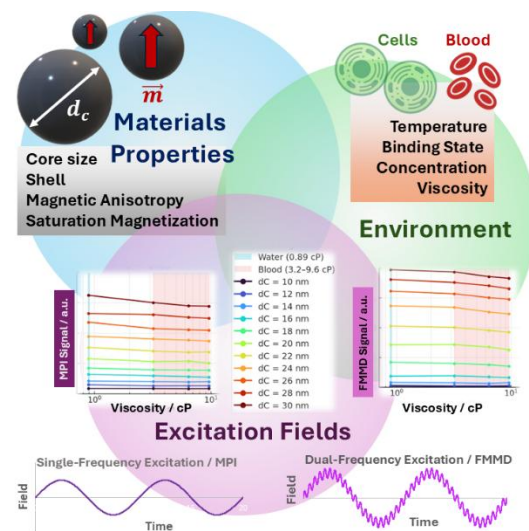 Cells
Blood
m
d_c
Materials
Properties
Core size
Shell
Magnetic Anisotropy
Saturation Magnetization
Temperature
Binding State
Concentration
Viscosity
Environment
MPI Signal / a.u.
10⁰
10¹
Viscosity / cP
Water (0.89 cP)
Blood (3.2–9.6 cP)
dC = 10 nm
dC = 12 nm
dC = 14 nm
dC = 16 nm
dC = 18 nm
dC = 20 nm
dC = 22 nm
dC = 24 nm
dC = 26 nm
dC = 28 nm
dC = 30 nm
FMMD Signal / a.u.
10⁰
10¹
Viscosity / cP
Excitation Fields
Single-Frequency Excitation / MPI
Field
Time
Dual-Frequency Excitation / FMMD
Field
Time